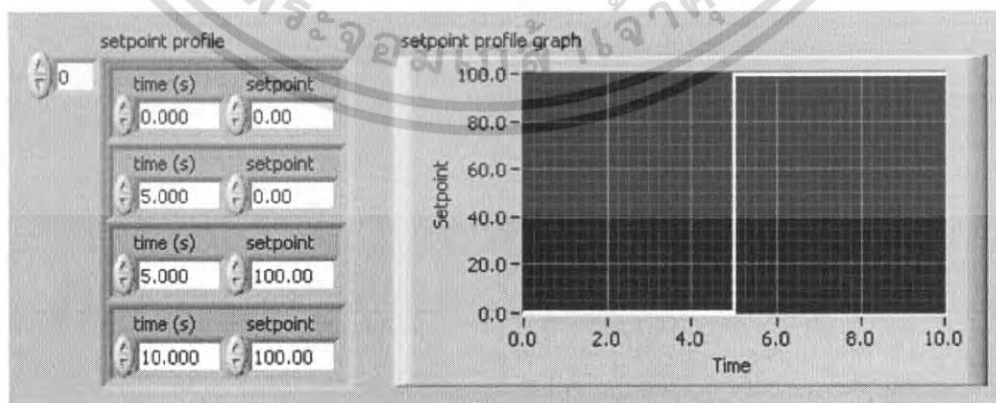 setpoint profile
0
time (s) setpoint
0.000 0.00
time (s) setpoint
5.000 0.00
time (s) setpoint
5.000 100.00
time (s) setpoint
10.000 100.00
setpoint profile graph
100.0
80.0
60.0
40.0
20.0
0.0
Setpoint
0.0 2.0 4.0 6.0 8.0 10.0
Time